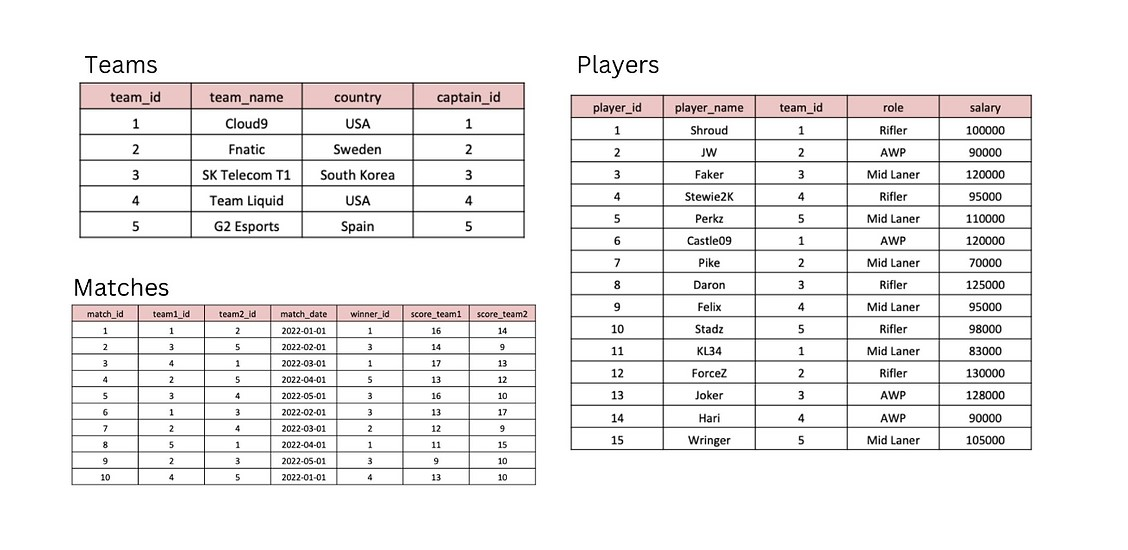 Teams
team_id team_name country captain_id
1 Cloud9 USA 1
2 Fnatic Sweden 2
3 SK Telecom T1 South Korea 3
4 Team Liquid USA 4
5 G2 Esports Spain 5
Matches
match_id team1_id team2_id match_date winner_id score_team1 score_team2
1 1 2 2022-01-01 1 16 14
2 3 5 2022-02-01 3 14 9
3 4 1 2022-03-01 1 17 13
4 2 5 2022-04-01 5 13 12
5 3 4 2022-05-01 3 16 10
6 1 3 2022-02-01 3 13 17
7 2 4 2022-03-01 2 12 9
8 5 1 2022-04-01 1 11 15
9 2 3 2022-05-01 3 9 10
10 4 5 2022-01-01 4 13 10
Players
player_id player_name team_id role salary
1 Shroud 1 Rifler 100000
2 JW 2 AWP 90000
3 Faker 3 Mid Laner 120000
4 Stewie2K 4 Rifler 95000
5 Perkz 5 Mid Laner 110000
6 Castle09 1 AWP 120000
7 Pike 2 Mid Laner 70000
8 Daron 3 Rifler 125000
9 Felix 4 Mid Laner 95000
10 Stadz 5 Rifler 98000
11 KL34 1 Mid Laner 83000
12 ForceZ 2 Rifler 130000
13 Joker 3 AWP 128000
14 Hari 4 AWP 90000
15 Wringer 5 Mid Laner 105000